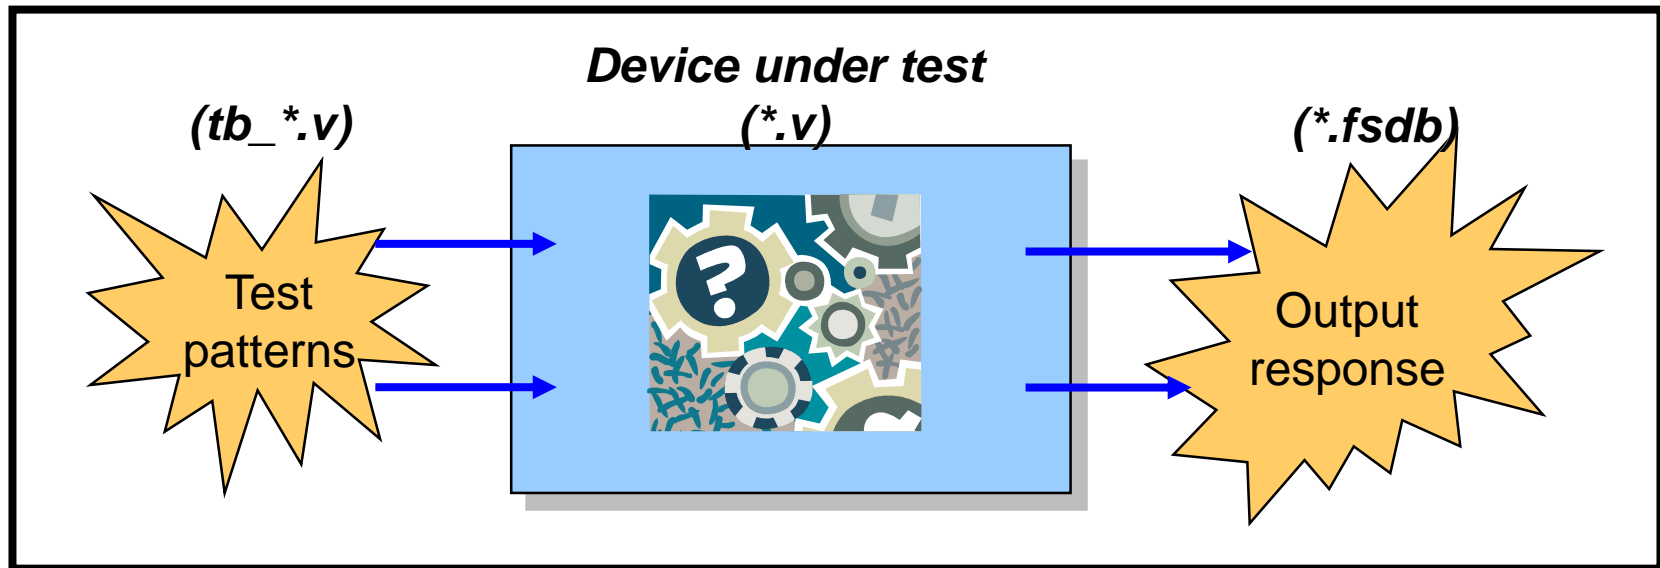 Device under test
(tb_*.v)
(*.v)
(*.fsdb)
Test
patterns
?
Output
response